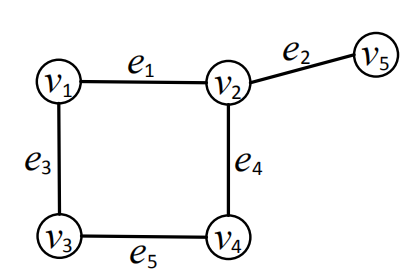 e₁
e₂
v₅
v₁
v₂
e₃
e₄
v₃
v₄
e₅